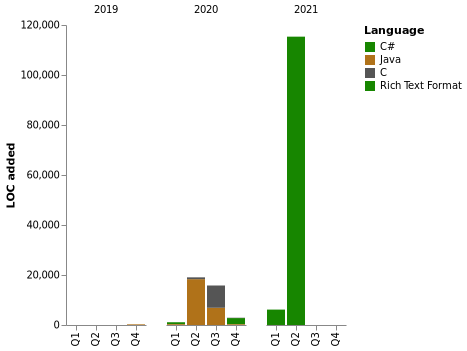 2019 2020 2021
Language
C#
Java
C
Rich Text Format
LOC added
120,000
100,000
80,000
60,000
40,000
20,000
0
Q1 Q2 Q3 Q4 Q1 Q2 Q3 Q4 Q1 Q2 Q3 Q4